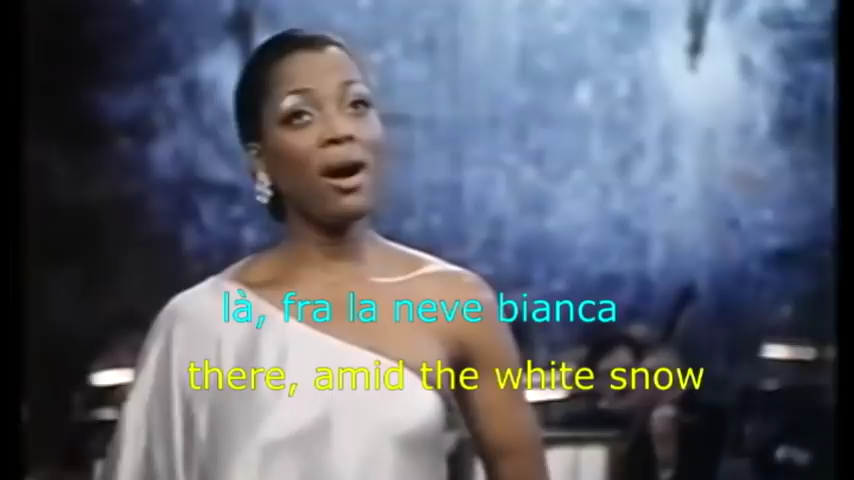 là, fra la neve bianca
there, amid the white snow